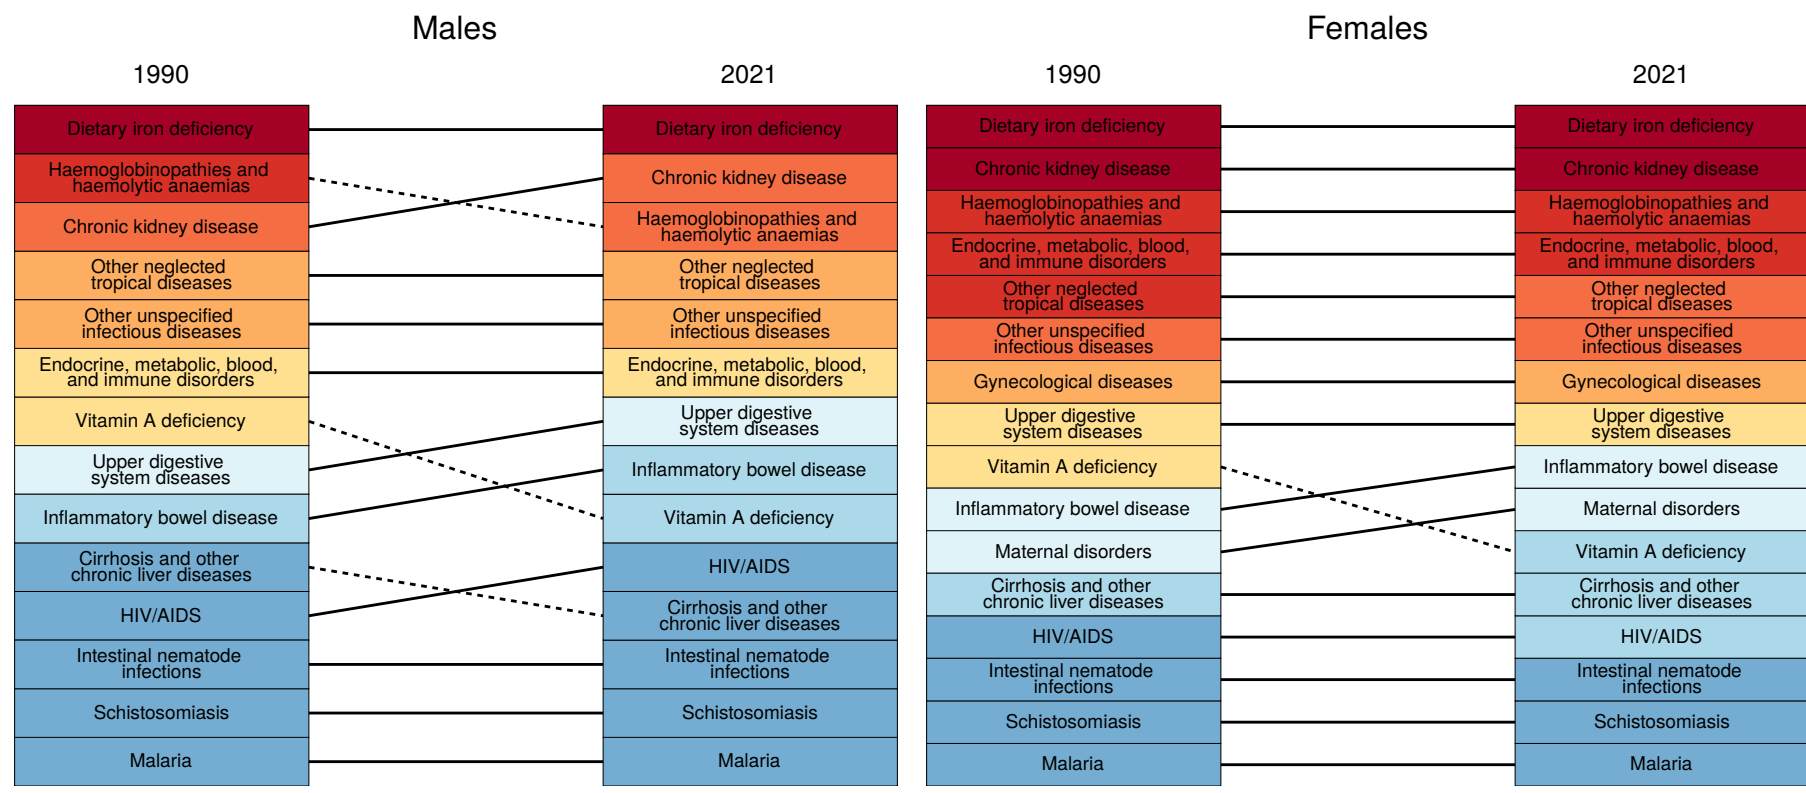 Males
1990
2021
Dietary iron deficiency
Haemoglobinopathies and
haemolytic anaemias
Chronic kidney disease
Other neglected
tropical diseases
Other unspecified
infectious diseases
Endocrine, metabolic, blood,
and immune disorders
Vitamin A deficiency
Upper digestive
system diseases
Inflammatory bowel disease
Cirrhosis and other
chronic liver diseases
HIV/AIDS
Intestinal nematode
infections
Schistosomiasis
Malaria
Dietary iron deficiency
Chronic kidney disease
Haemoglobinopathies and
haemolytic anaemias
Other neglected
tropical diseases
Other unspecified
infectious diseases
Endocrine, metabolic, blood,
and immune disorders
Upper digestive
system diseases
Inflammatory bowel disease
Vitamin A deficiency
HIV/AIDS
Cirrhosis and other
chronic liver diseases
Intestinal nematode
infections
Schistosomiasis
Malaria
Females
1990
2021
Dietary iron deficiency
Chronic kidney disease
Haemoglobinopathies and
haemolytic anaemias
Endocrine, metabolic, blood,
and immune disorders
Other neglected
tropical diseases
Other unspecified
infectious diseases
Gynecological diseases
Upper digestive
system diseases
Vitamin A deficiency
Inflammatory bowel disease
Maternal disorders
Cirrhosis and other
chronic liver diseases
HIV/AIDS
Intestinal nematode
infections
Schistosomiasis
Malaria
Dietary iron deficiency
Chronic kidney disease
Haemoglobinopathies and
haemolytic anaemias
Endocrine, metabolic, blood,
and immune disorders
Other neglected
tropical diseases
Other unspecified
infectious diseases
Gynecological diseases
Upper digestive
system diseases
Inflammatory bowel disease
Maternal disorders
Vitamin A deficiency
Cirrhosis and other
chronic liver diseases
HIV/AIDS
Intestinal nematode
infections
Schistosomiasis
Malaria